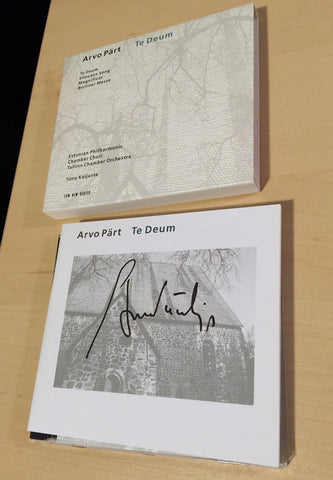 Arvo Pärt Te Deum
Te Deum
Silouans Song
Magnificat
Berliner Messe
Estonian Philharmonic
Chamber Choir
Tallinn Chamber Orchestra
Tõnu Kaljuste
ECM NEW SERIES
Arvo Pärt Te Deum